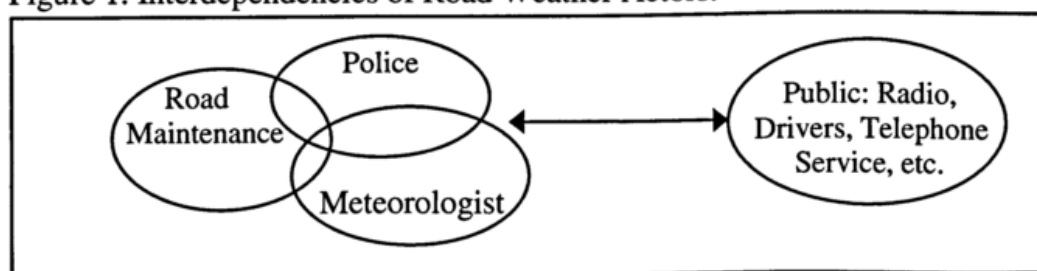 Figure 1. Interdependencies of Road Weather Actors.
Police
Road
Maintenance
Meteorologist
Public: Radio,
Drivers, Telephone
Service, etc.